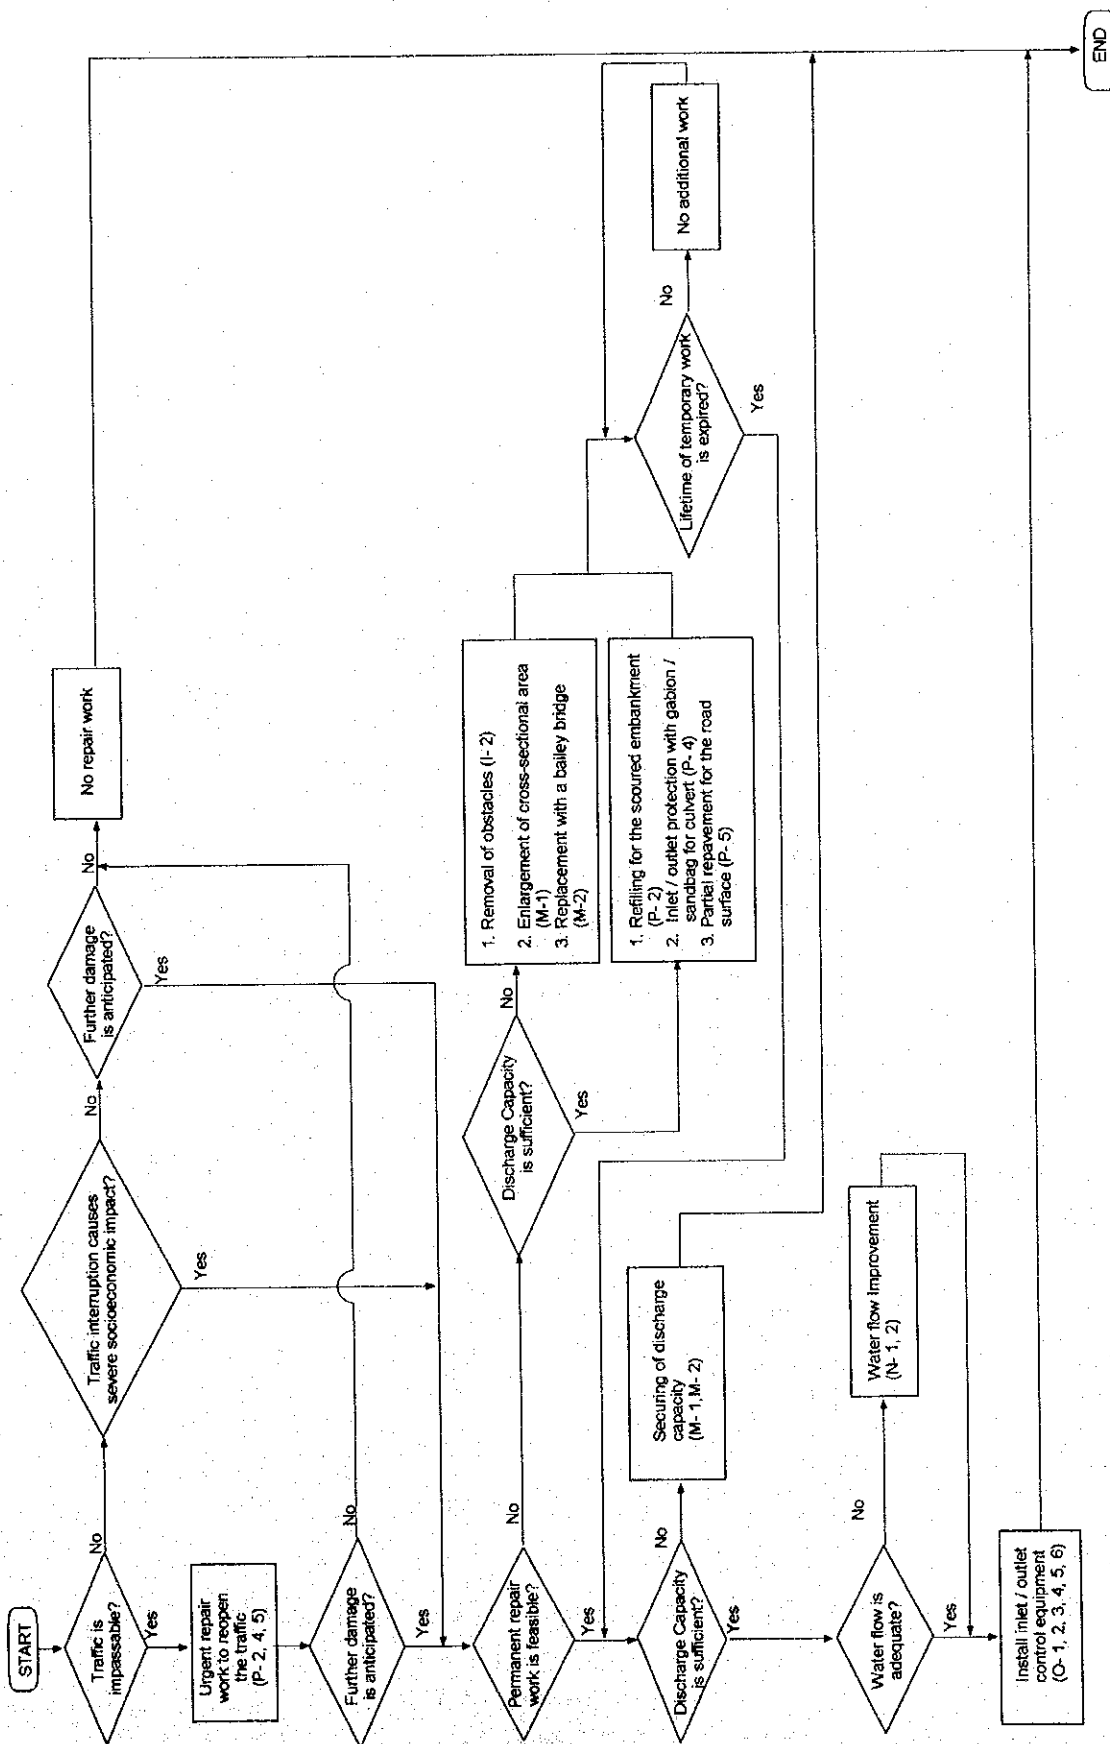 START
Traffic is
impassable?
No
Yes
Traffic interruption causes
severe socioeconomic impact?
No
Yes
Further damage
is anticipated?
No
Yes
No repair work
Urgent repair
work to reopen
the traffic
(P- 2, 4, 5)
Further damage
is anticipated?
No
Yes
Permanent repair
work is feasible?
No
Yes
Discharge Capacity
is sufficient?
No
Yes
1. Removal of obstacles (I- 2)
2. Enlargement of cross-sectional area
(M-1)
3. Replacement with a bailey bridge
(M-2)
1. Refilling for the scoured embankment
(P- 2)
2. Inlet / outlet protection with gabion /
sandbag for culvert (P- 4)
3. Partial repavement for the road
surface (P- 5)
Lifetime of temporary work
is expired?
No
Yes
No additional work
Discharge Capacity
is sufficient?
No
Yes
Securing of discharge
capacity
(M- 1, M- 2)
Water flow is
adequate?
No
Yes
Water flow Improvement
(N- 1, 2)
Install inlet / outlet
control equipment
(O- 1, 2, 3, 4, 5, 6)
END